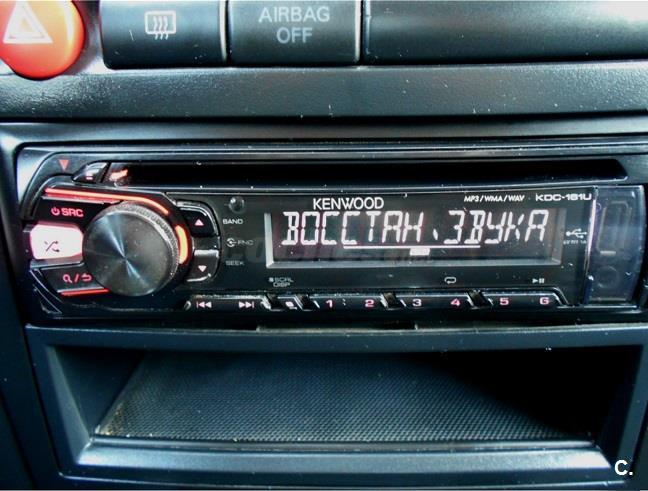 AIRBAG
OFF
KENWOOD
MP3/WMA/WAV KDC-161U
SRC
BAND
FNC
SEEK
ВОССТАН.ЗВУКА
SCRL
DISP
1 2 3 4 5 6
C.